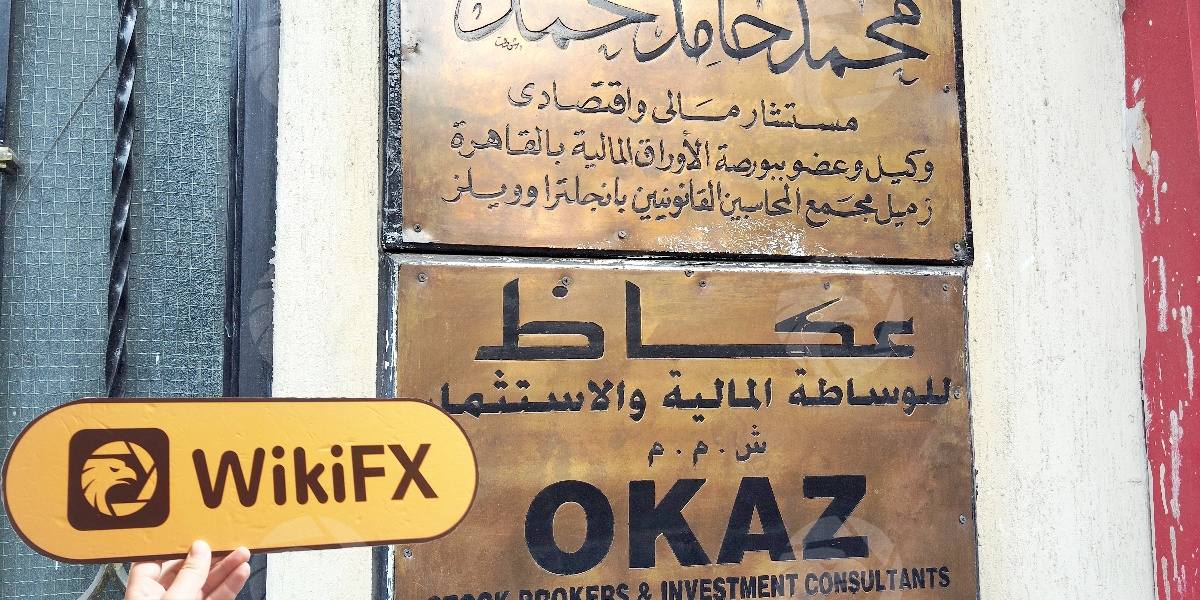 محمد حامد حميد
مستشار مالى واقتصادى
وكيل وعضو ببورصة الأوراق المالية بالقاهرة
زميل مجمع المحاسبين القانونيين بانجلترا وويلز
عكاظ
للوساطة المالية والاستثمار
ش.م.م
OKAZ
STOCK BROKERS & INVESTMENT CONSULTANTS
WikiFX